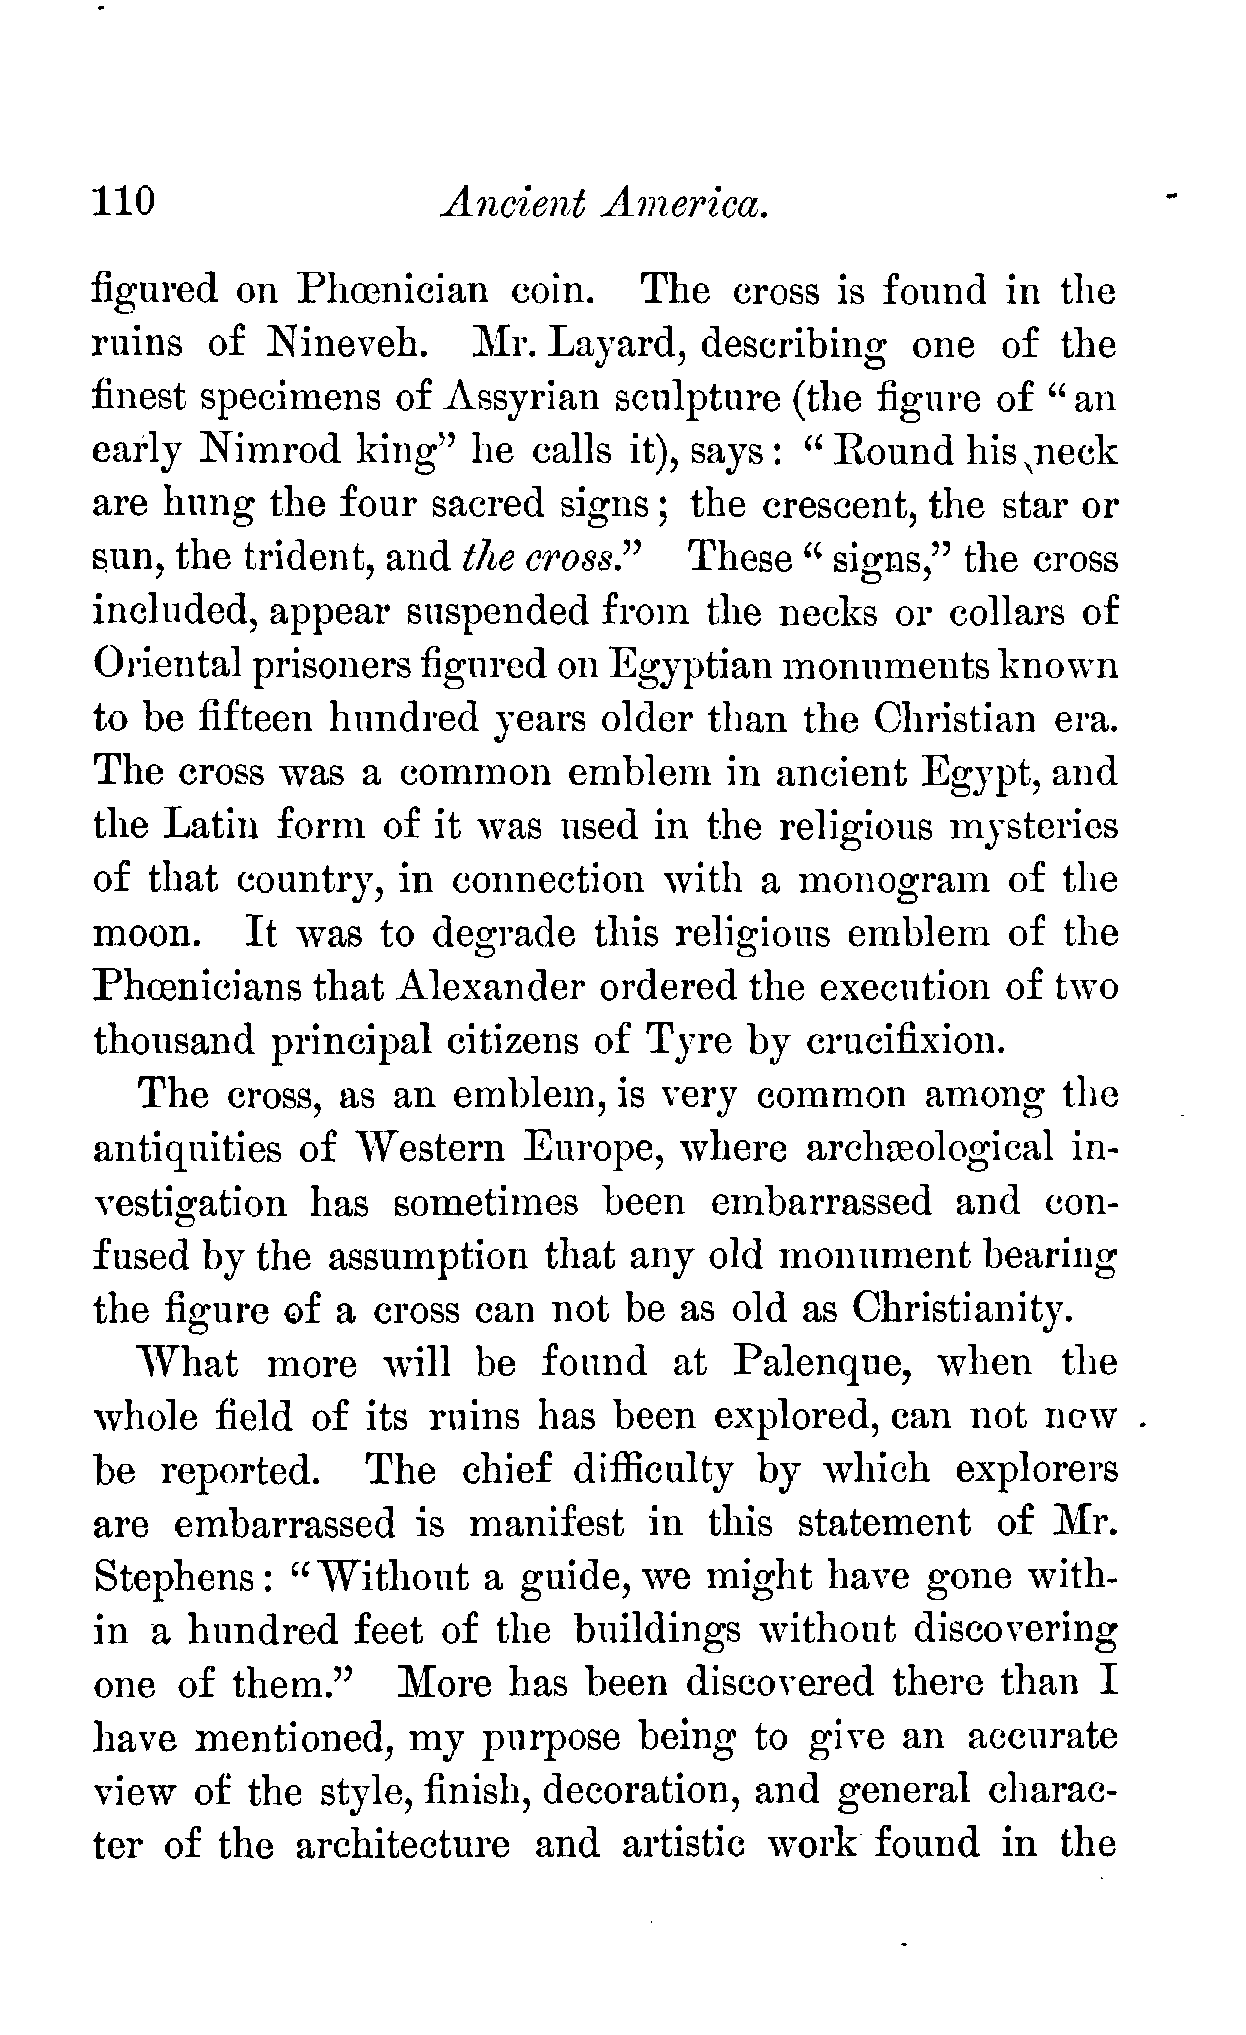 110 Ancient America.
figured on Phœnician coin. The cross is found in the
ruins of Nineveh. Mr. Layard, describing one of the
finest specimens of Assyrian sculpture (the figure of “an
early Nimrod king” he calls it), says: “Round his neck
are hung the four sacred signs; the crescent, the star or
sun, the trident, and the cross.” These “signs,” the cross
included, appear suspended from the necks or collars of
Oriental prisoners figured on Egyptian monuments known
to be fifteen hundred years older than the Christian era.
The cross was a common emblem in ancient Egypt, and
the Latin form of it was used in the religious mysteries
of that country, in connection with a monogram of the
moon. It was to degrade this religious emblem of the
Phœnicians that Alexander ordered the execution of two
thousand principal citizens of Tyre by crucifixion.
The cross, as an emblem, is very common among the
antiquities of Western Europe, where archæological in-
vestigation has sometimes been embarrassed and con-
fused by the assumption that any old monument bearing
the figure of a cross can not be as old as Christianity.
What more will be found at Palenque, when the
whole field of its ruins has been explored, can not now
be reported. The chief difficulty by which explorers
are embarrassed is manifest in this statement of Mr.
Stephens: “Without a guide, we might have gone with-
in a hundred feet of the buildings without discovering
one of them.” More has been discovered there than I
have mentioned, my purpose being to give an accurate
view of the style, finish, decoration, and general charac-
ter of the architecture and artistic work found in the